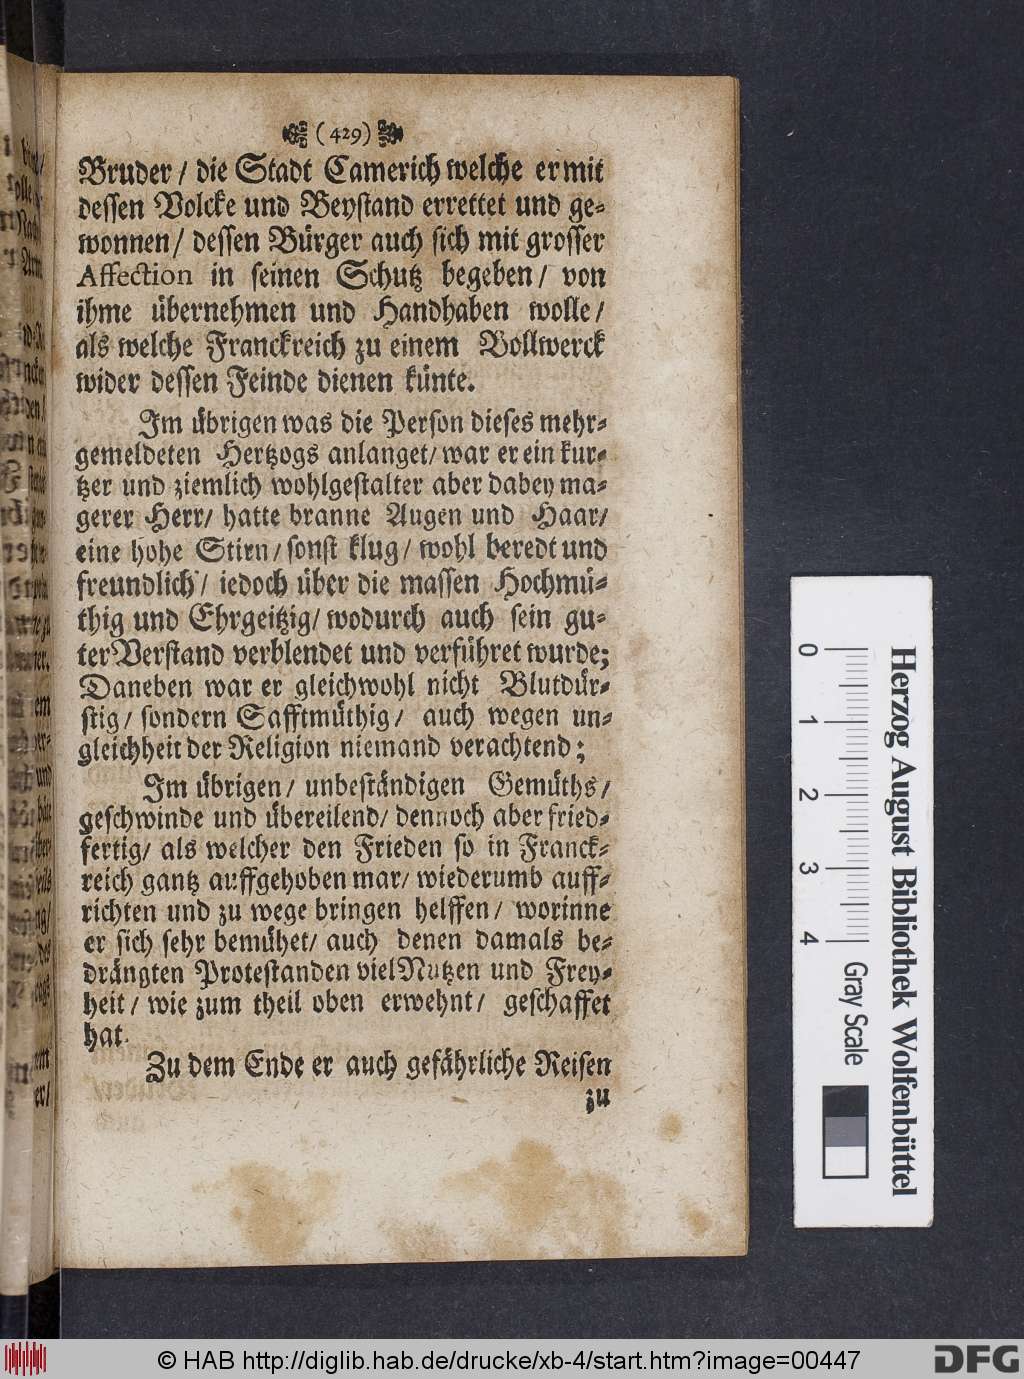 (429)
Bruder / die Stadt Camerich welche er mit
dessen Volcke und Beystand errettet und ge-
wonnen / dessen Bürger auch sich mit grosser
Affection in seinen Schutz begeben / von
ihme übernehmen und Handhaben wolle /
als welche Franckreich zu einem Vollwerck
wider dessen Feinde dienen künte.
Im übrigen was die Person dieses mehr-
gemeldeten Hertzogs anlanget / war er ein kur-
tzer und ziemlich wohlgestalter aber dabey ma-
gerer Herr / hatte branne Augen und Haar /
eine hohe Stirn / sonst klug / wohl beredt und
freundlich / iedoch über die massen Hochmü-
thig und Ehrgeitzig / wodurch auch sein gu-
ter Verstand verblendet und verführet wurde;
Daneben war er gleichwohl nicht Blutdür-
stig / sondern Safftmüthig / auch wegen un-
gleichheit der Religion niemand verachtend;
Im übrigen / unbeständigen Gemüths /
geschwinde und übereilend / dennoch aber fried-
fertig / als welcher den Frieden so in Franck-
reich gantz auffgehoben mar / wiederumb auff-
richten und zu wege bringen helffen / worinne
er sich sehr bemühet / auch denen damals be-
drängten Protestanden viel Nutzen und Frey-
heit / wie zum theil oben erwehnt / geschaffet
hat.
Zu dem Ende er auch gefährliche Reisen
zu
Herzog August Bibliothek Wolfenbüttel
0 1 2 3 4 Gray Scale
© HAB http://diglib.hab.de/drucke/xb-4/start.htm?image=00447
DFG